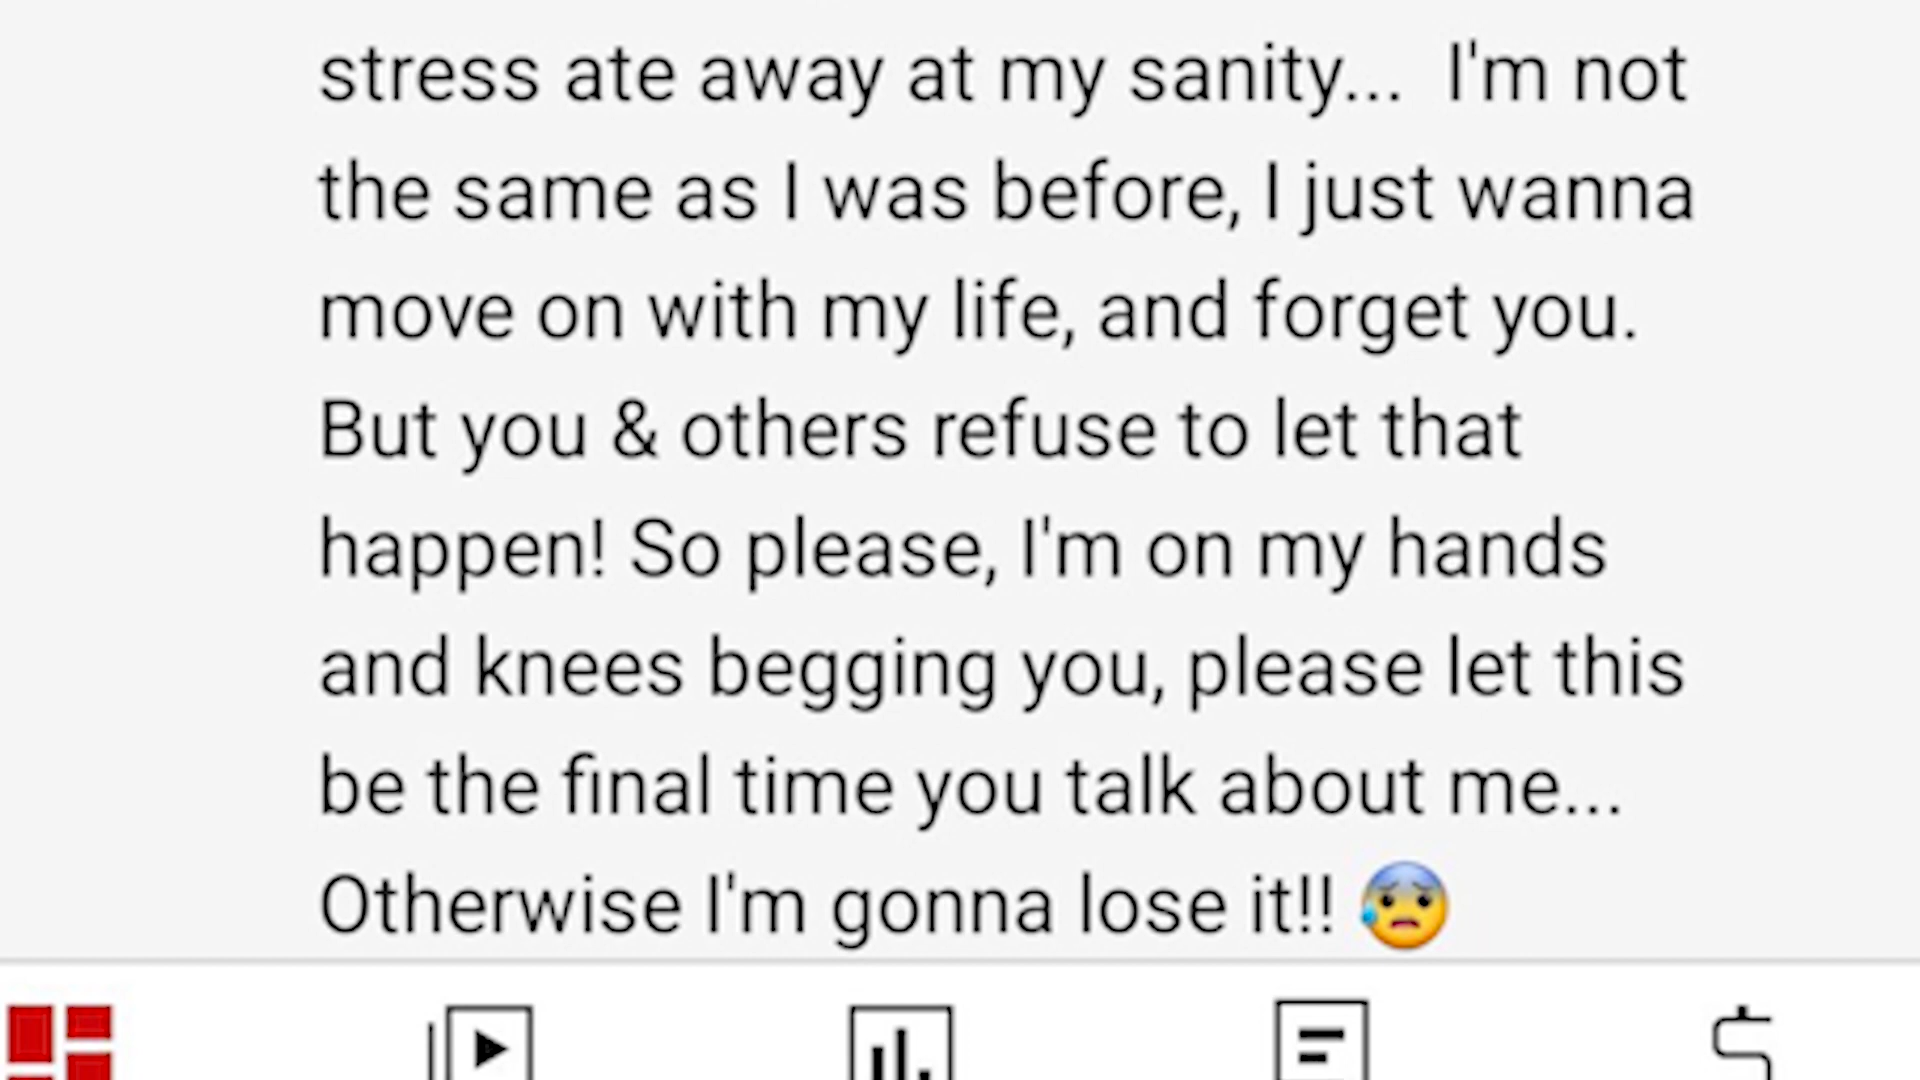 stress ate away at my sanity...  I'm not
the same as I was before, I just wanna
move on with my life, and forget you.
But you & others refuse to let that
happen! So please, I'm on my hands
and knees begging you, please let this
be the final time you talk about me...
Otherwise I'm gonna lose it!! 😰